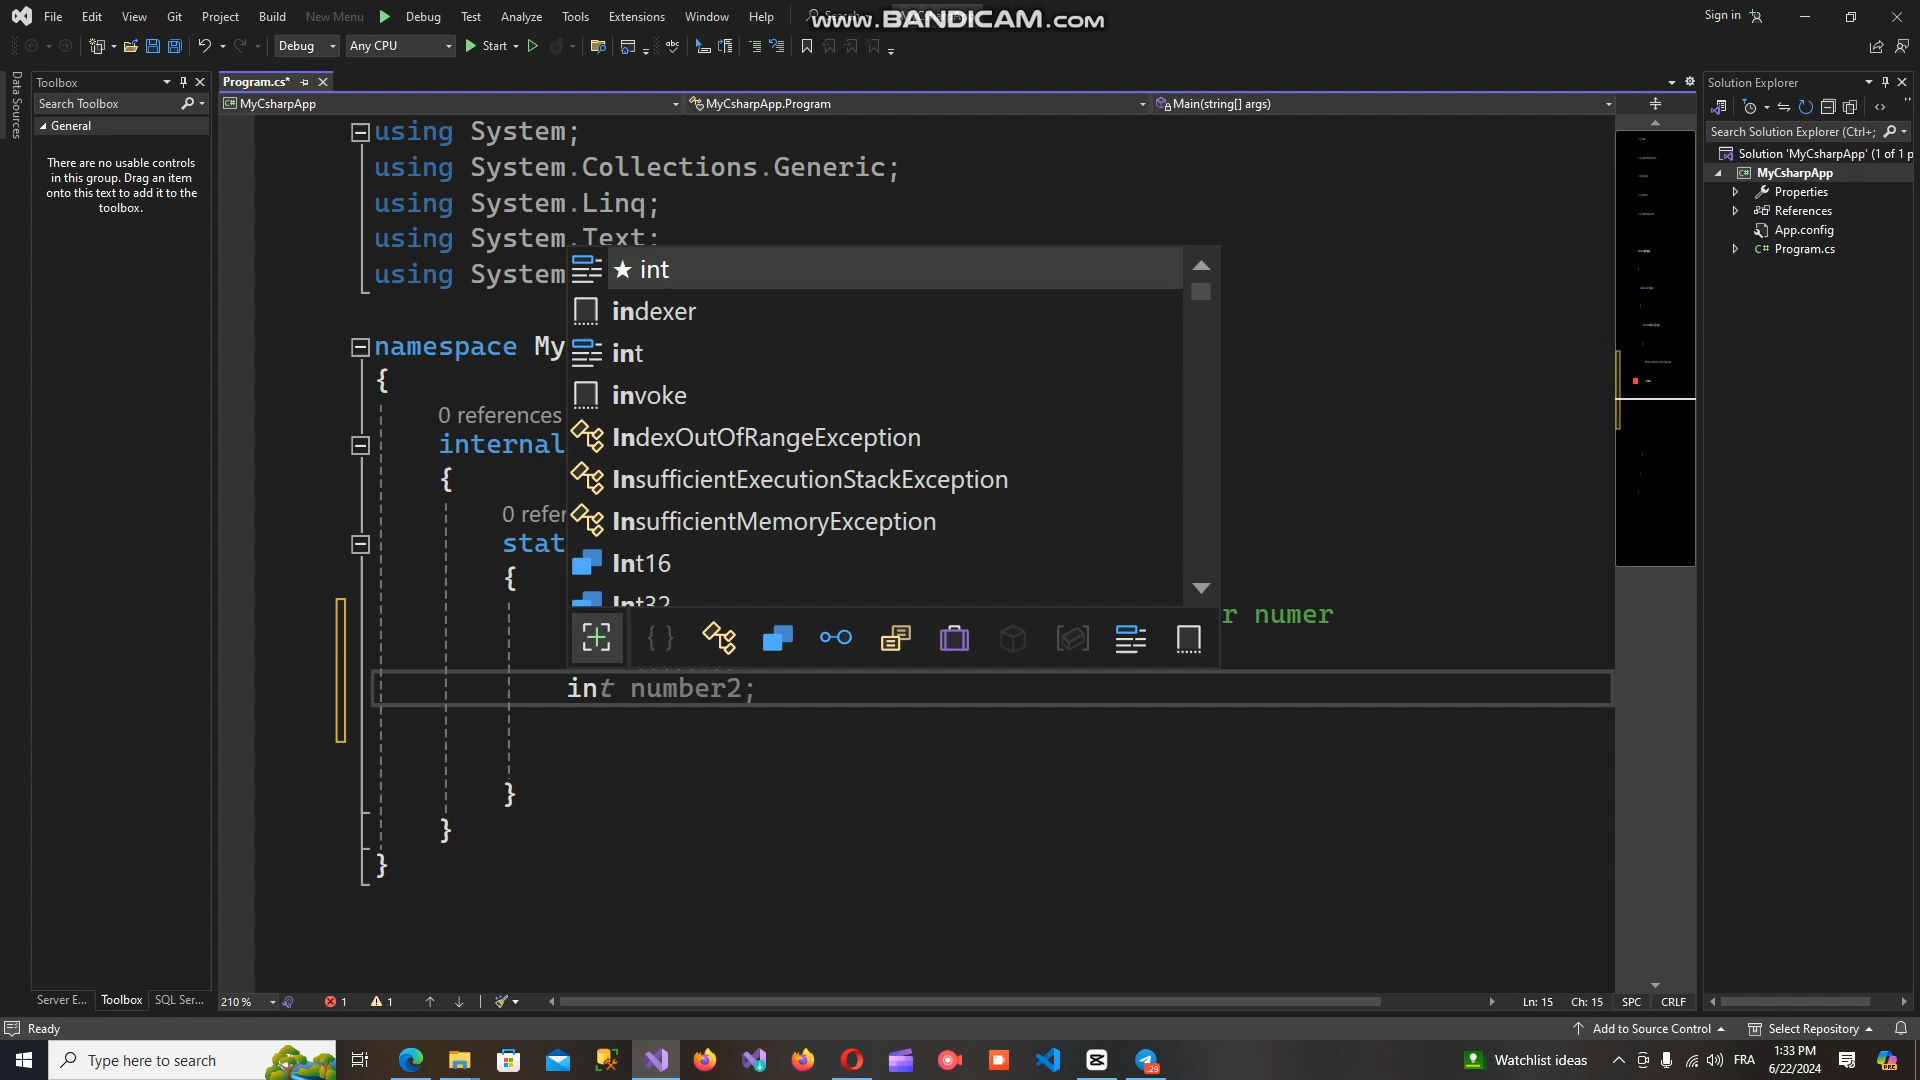 File Edit View Git Project Build New Menu Debug Test Analyze Tools Extensions Window Help
www.BANDICAM.com
Sign in
Debug Any CPU Start
Data Sources
Toolbox
Search Toolbox
General
There are no usable controls
in this group. Drag an item
onto this text to add it to the
toolbox.
Program.cs*
MyCsharpApp MyCsharpApp.Program Main(string[] args)
using System;
using System.Collections.Generic;
using System.Linq;
using System.Text;
using System
namespace My
{
0 references
internal
{
0 refer
stat
{
r numer
int number2;
}
}
}
★ int
indexer
int
invoke
IndexOutOfRangeException
InsufficientExecutionStackException
InsufficientMemoryException
Int16
Int32
Solution Explorer
Search Solution Explorer (Ctrl+;
Solution 'MyCsharpApp' (1 of 1 p
MyCsharpApp
Properties
References
App.config
C# Program.cs
Server E... Toolbox SQL Ser...
210 % 1 1 Ln: 15 Ch: 15 SPC CRLF
Ready Add to Source Control Select Repository
Type here to search
29
Watchlist ideas FRA 1:33 PM
6/22/2024